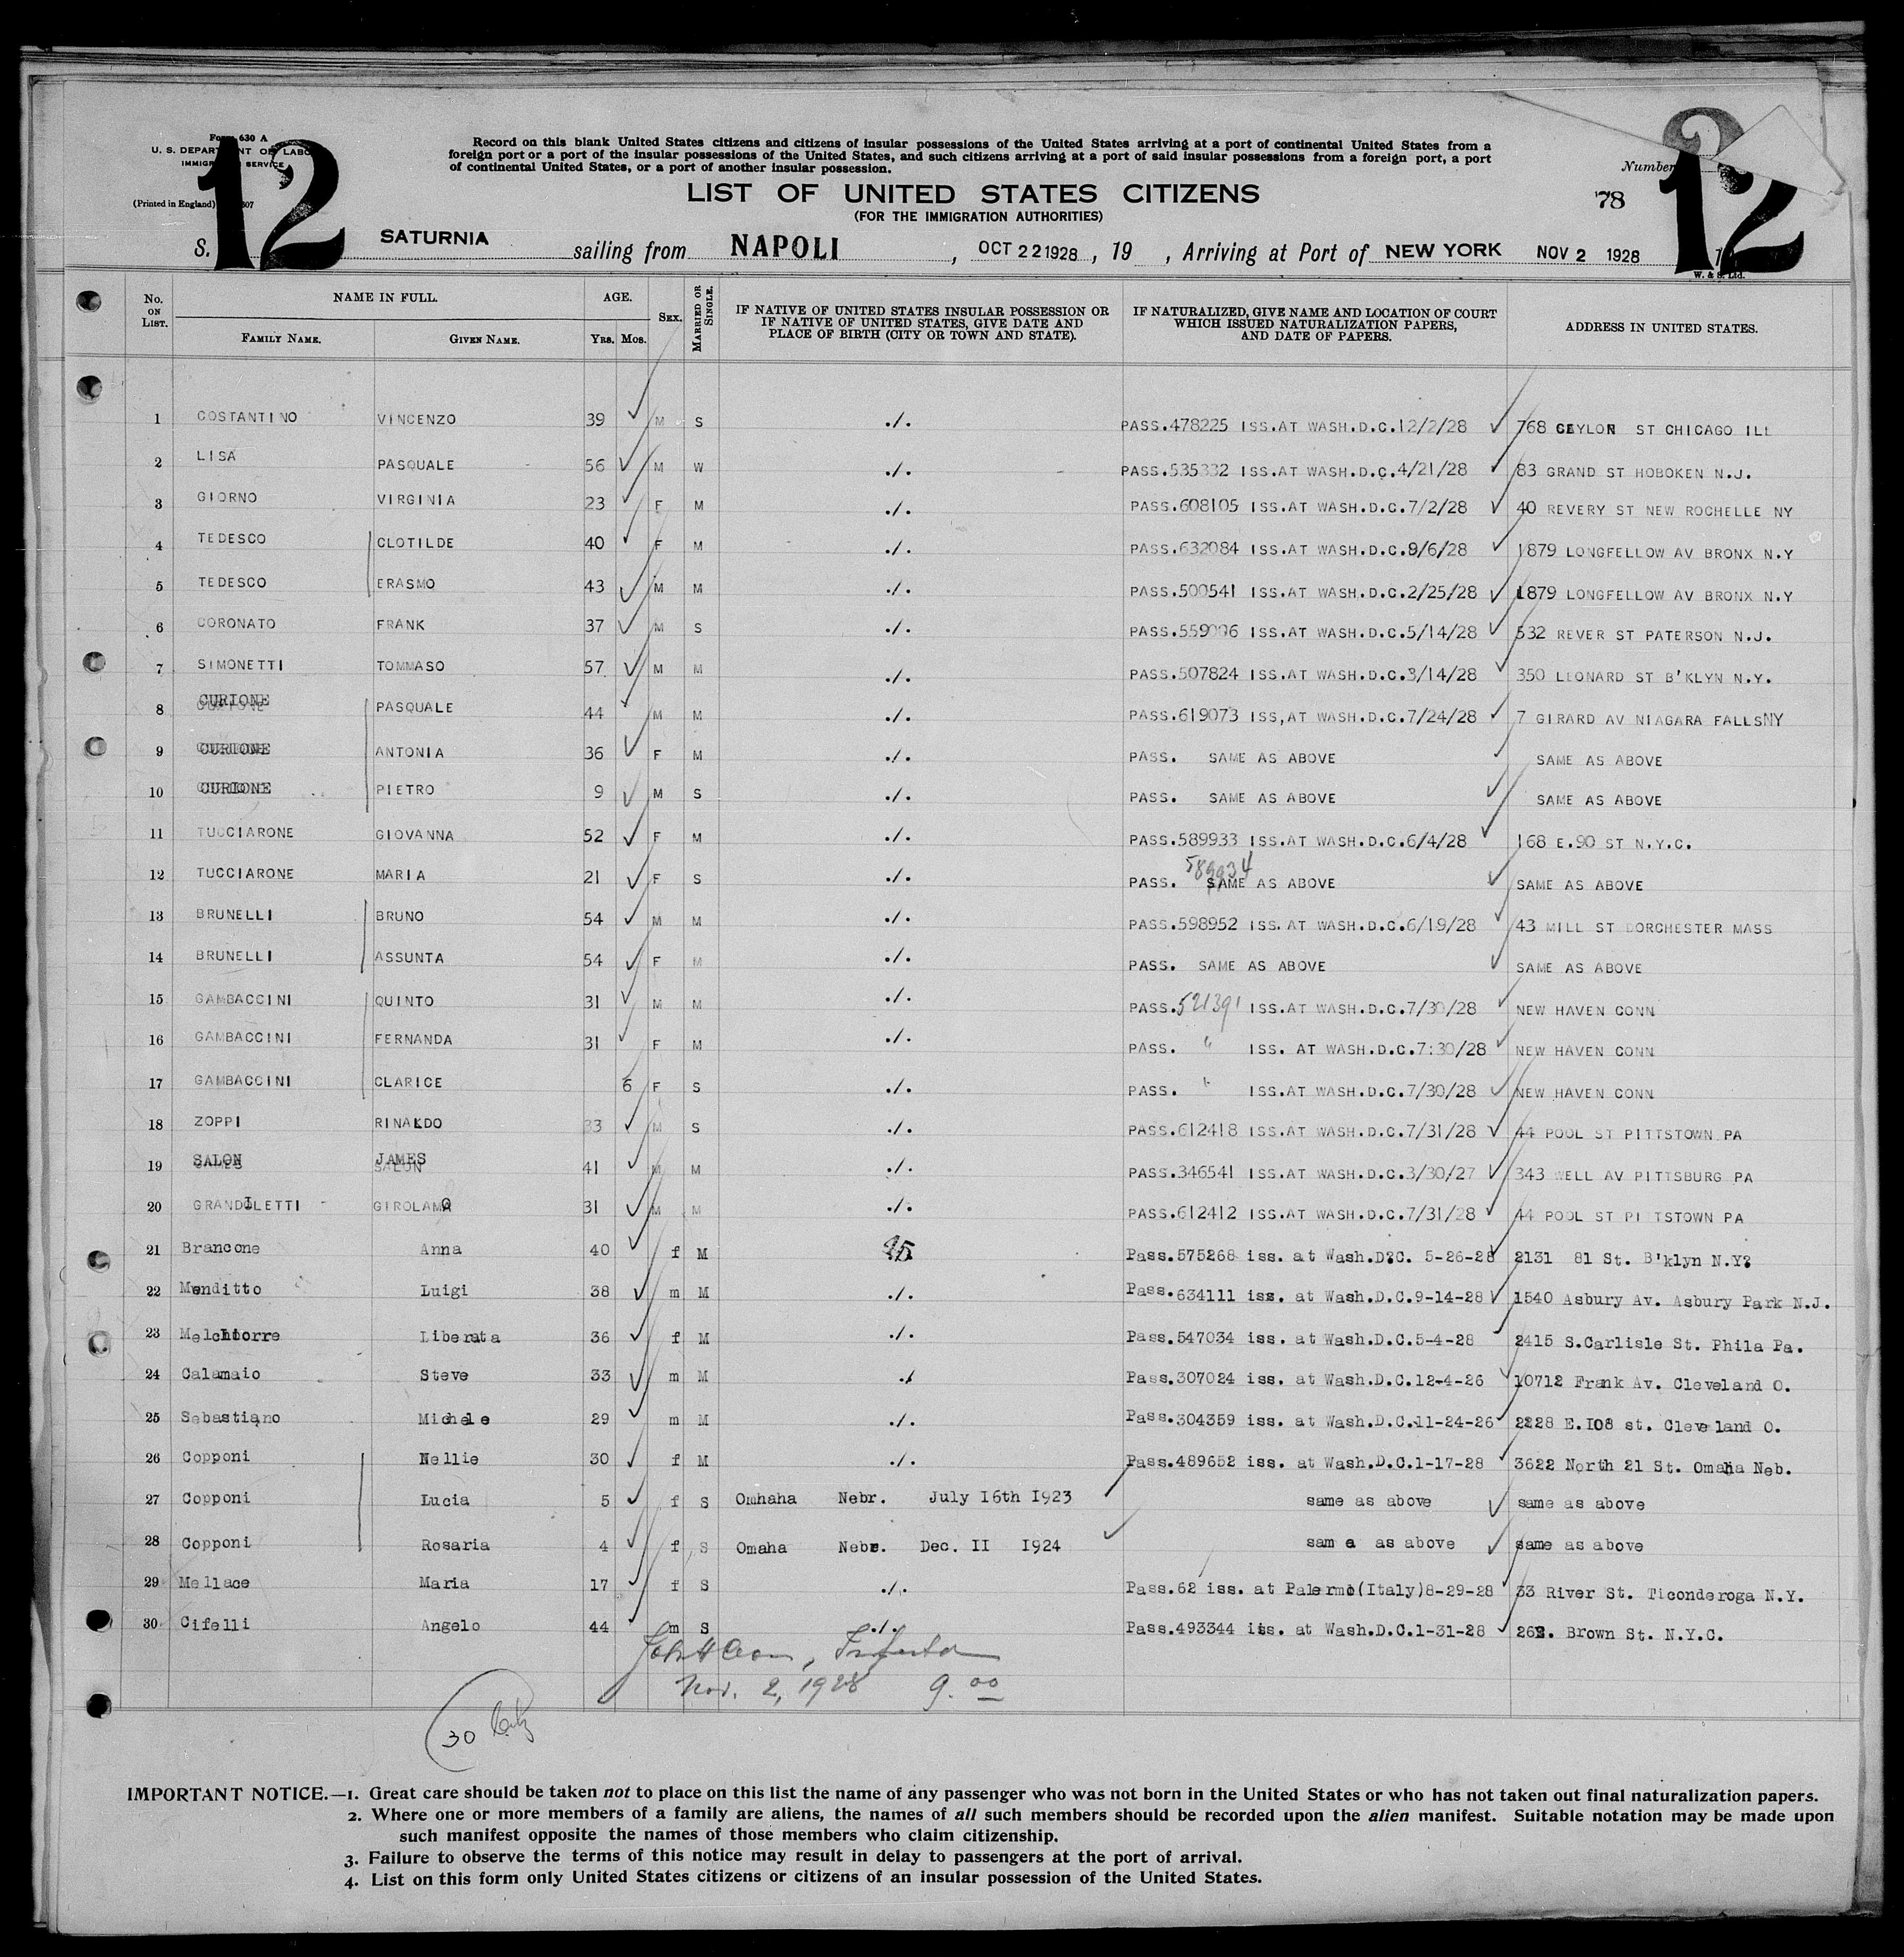 Form 630 A
U. S. DEPARTMENT OF LABOR
IMMIGRATION SERVICE
(Printed in England)
12
Record on this blank United States citizens and citizens of insular possessions of the United States arriving at a port of continental United States from a
foreign port or a port of the insular possessions of the United States, and such citizens arriving at a port of said insular possessions from a foreign port, a port
of continental United States, or a port of another insular possession.
Number
12
LIST OF UNITED STATES CITIZENS
(FOR THE IMMIGRATION AUTHORITIES)
'78
S. SATURNIA sailing from NAPOLI, OCT 22 1928, 19 , Arriving at Port of NEW YORK NOV 2 1928
W. & S. Ltd.
No. ON LIST. NAME IN FULL. FAMILY NAME. GIVEN NAME. AGE. YRS. MOS. SEX. MARRIED OR SINGLE. IF NATIVE OF UNITED STATES INSULAR POSSESSION OR IF NATIVE OF UNITED STATES, GIVE DATE AND PLACE OF BIRTH (CITY OR TOWN AND STATE). IF NATURALIZED, GIVE NAME AND LOCATION OF COURT WHICH ISSUED NATURALIZATION PAPERS, AND DATE OF PAPERS. ADDRESS IN UNITED STATES.
1 COSTANTINO VINCENZO 39 M S ./. PASS.478225 ISS.AT WASH.D.C.12/2/28 768 CEYLON ST CHICAGO ILL
2 LISA PASQUALE 56 M W ./. PASS.535332 ISS.AT WASH.D.C.4/21/28 83 GRAND ST HOBOKEN N.J.
3 GIORNO VIRGINIA 23 F M ./. PASS.608105 ISS.AT WASH.D.C.7/2/28 40 REVERY ST NEW ROCHELLE NY
4 TEDESCO CLOTILDE 40 F M ./. PASS.632084 ISS.AT WASH.D.C.9/6/28 1879 LONGFELLOW AV BRONX N.Y
5 TEDESCO ERASMO 43 M M ./. PASS.500541 ISS.AT WASH.D.C.2/25/28 1879 LONGFELLOW AV BRONX N.Y
6 CORONATO FRANK 37 M S ./. ISS.AT WASH.D.C.5/14/28 532 REVER ST PATERSON N.J.
7 SIMONETTI TOMMASO 57 M M ./. PASS.507824 ISS.AT WASH.D.C.3/14/28 350 LEONARD ST B'KLYN N.Y.
8 CURIONE PASQUALE 44 M M ./. PASS.619073 ISS,AT WASH.D.C.7/24/28 7 GIRARD AV NIAGARA FALLSNY
9 CURIONE ANTONIA 36 F M ./. PASS. SAME AS ABOVE SAME AS ABOVE
10 CURIONE PIETRO 9 M S ./. PASS. SAME AS ABOVE SAME AS ABOVE
11 TUCCIARONE GIOVANNA 52 F M ./. PASS.589933 ISS.AT WASH.D.C.6/4/28 168 E.90 ST N.Y.C.
12 TUCCIARONE MARIA 21 F S ./. PASS. 589934 SAME AS ABOVE SAME AS ABOVE
13 BRUNELLI BRUNO 54 M M ./. PASS.598952 ISS.AT WASH.D.C.6/19/28 43 MILL ST DORCHESTER MASS
14 BRUNELLI ASSUNTA 54 F M ./. PASS. SAME AS ABOVE SAME AS ABOVE
15 GAMBACCINI QUINTO 31 M M ./. PASS.521391 ISS.AT WASH.D.C.7/30/28 NEW HAVEN CONN
16 GAMBACCINI FERNANDA 31 F M ./. PASS. " ISS. AT WASH.D.C.7:30/28 NEW HAVEN CONN
17 GAMBACCINI CLARICE 6 F S ./. PASS. " ISS.AT WASH.D.C.7/30/28 NEW HAVEN CONN
18 ZOPPI RINALDO 33 M S ./. PASS.612418 ISS.AT WASH.D.C.7/31/28 44 POOL ST PITTSTOWN PA
19 SALON JAMES 41 M M ./. PASS.346541 ISS.AT WASH.D.C.3/30/27 343 WELL AV PITTSBURG PA
20 GRANDILETTI GIROLAMO 31 M M ./. PASS.612412 ISS.AT WASH.D.C.7/31/28 44 POOL ST PITTSTOWN PA
21 Brancone Anna 40 f M Pass.575268 iss. at Wash.D?C. 5-26-28 2131 81 St. B'klyn N.Y?
22 Menditto Luigi 38 m M ./. Pass.634111 iss. at Wash.D.C.9-14-28 1540 Asbury Av. Asbury Park N.J.
23 Melchiorre Liberata 36 f M ./. Pass.547034 iss. at Wash.D.C.5-4-28 2415 S.Carlisle St. Phila Pa.
24 Calamaio Steve 33 m M ./ Pass.307024 iss. at Wash.D.C.12-4-26 10712 Frank Av. Cleveland O.
25 Sebastiano Michele 29 m M ./. Pass.304359 iss. at Wash.D.C.11-24-26 2228 E.I08 st. Cleveland O.
26 Copponi Nellie 30 f M ./. Pass.489652 iss. at Wash.D.C.1-17-28 3622 North 21 St. Omaha Neb.
27 Copponi Lucia 5 f S Omhaha Nebr. July I6th I923 same as above same as above
28 Copponi Rosaria 4 f S Omaha Nebr. Dec. II I924 sam e as above same as above
29 Mellace Maria 17 f S ./. Pass.62 iss. at Palermo(Italy)8-29-28 33 River St. Ticonderoga N.Y.
30 Cifelli Angelo 44 m S ./. Pass.493344 iss. at Wash.D.C.1-31-28 Brown St. N.Y.C.
Nov. 2, 1928 9.00
30
IMPORTANT NOTICE.—1. Great care should be taken not to place on this list the name of any passenger who was not born in the United States or who has not taken out final naturalization papers.
2. Where one or more members of a family are aliens, the names of all such members should be recorded upon the alien manifest. Suitable notation may be made upon
such manifest opposite the names of those members who claim citizenship.
3. Failure to observe the terms of this notice may result in delay to passengers at the port of arrival.
4. List on this form only United States citizens or citizens of an insular possession of the United States.